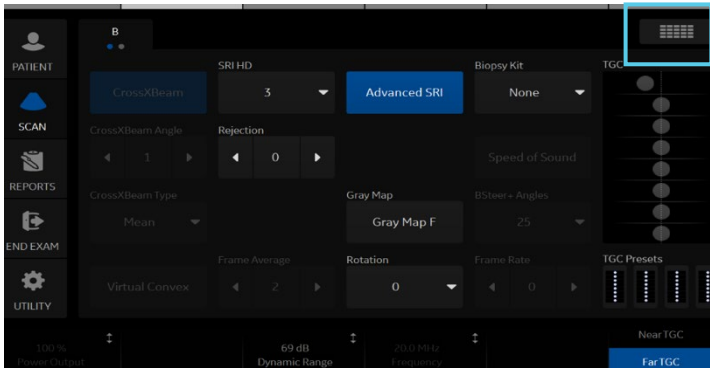 B
PATIENT
SCAN
REPORTS
END EXAM
UTILITY
SRI HD
Biopsy Kit
TGC
CrossXBeam
3
Advanced SRI
None
CrossXBeam Angle
Rejection
1
0
Speed of Sound
CrossXBeam Type
Gray Map
BSteer+ Angles
Mean
Gray Map F
25
Frame Average
Rotation
Frame Rate
TGC Presets
Virtual Convex
2
0
0
100 %
Power Output
69 dB
Dynamic Range
20.0 MHz
Frequency
Near TGC
Far TGC